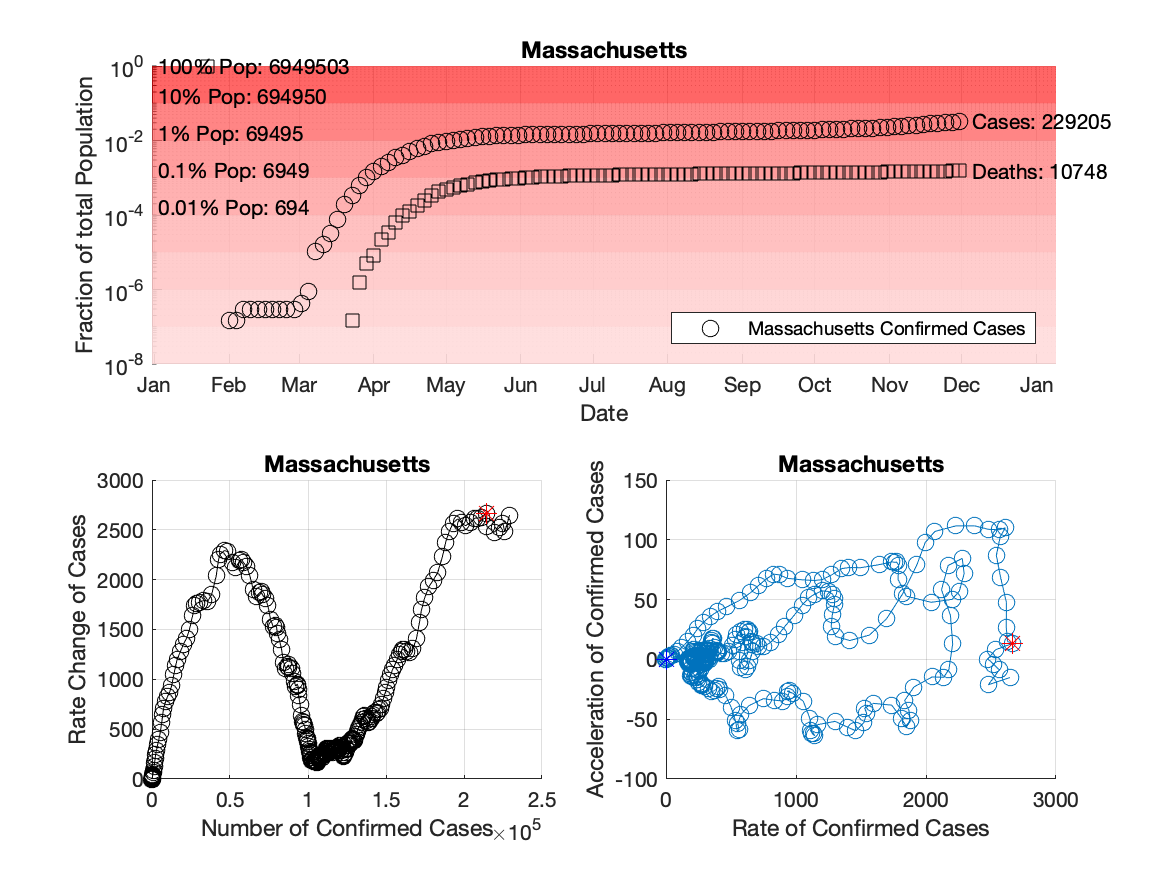 Massachusetts
10^0
10^-2
10^-4
10^-6
10^-8
Fraction of total Population
100% Pop: 6949503
10% Pop: 694950
1% Pop: 69495
0.1% Pop: 6949
0.01% Pop: 694
Cases: 229205
Deaths: 10748
Massachusetts Confirmed Cases
Jan Feb Mar Apr May Jun Jul Aug Sep Oct Nov Dec Jan
Date
Massachusetts
3000
2500
2000
1500
1000
500
0
Rate Change of Cases
0 0.5 1 1.5 2 2.5
Number of Confirmed Cases ×10^5
Massachusetts
150
100
50
0
-50
-100
Acceleration of Confirmed Cases
0 1000 2000 3000
Rate of Confirmed Cases